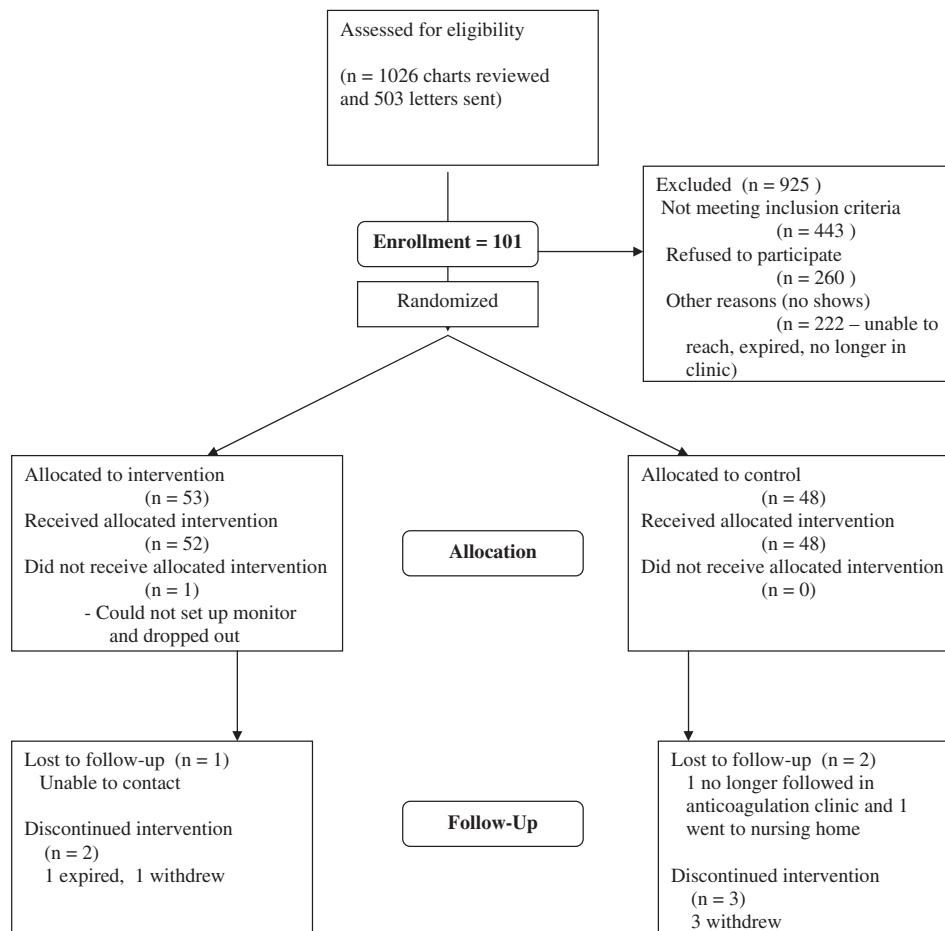 Assessed for eligibility
(n = 1026 charts reviewed
and 503 letters sent)
Excluded (n = 925 )
Not meeting inclusion criteria
(n = 443 )
Refused to participate
(n = 260 )
Other reasons (no shows)
(n = 222 – unable to
reach, expired, no longer in
clinic)
Enrollment = 101
Randomized
Allocated to intervention
(n = 53)
Received allocated intervention
(n = 52)
Did not receive allocated intervention
(n = 1)
- Could not set up monitor
and dropped out
Allocation
Allocated to control
(n = 48)
Received allocated intervention
(n = 48)
Did not receive allocated intervention
(n = 0)
Lost to follow-up (n = 1)
Unable to contact
Discontinued intervention
(n = 2)
1 expired, 1 withdrew
Follow-Up
Lost to follow-up (n = 2)
1 no longer followed in
anticoagulation clinic and 1
went to nursing home
Discontinued intervention
(n = 3)
3 withdrew